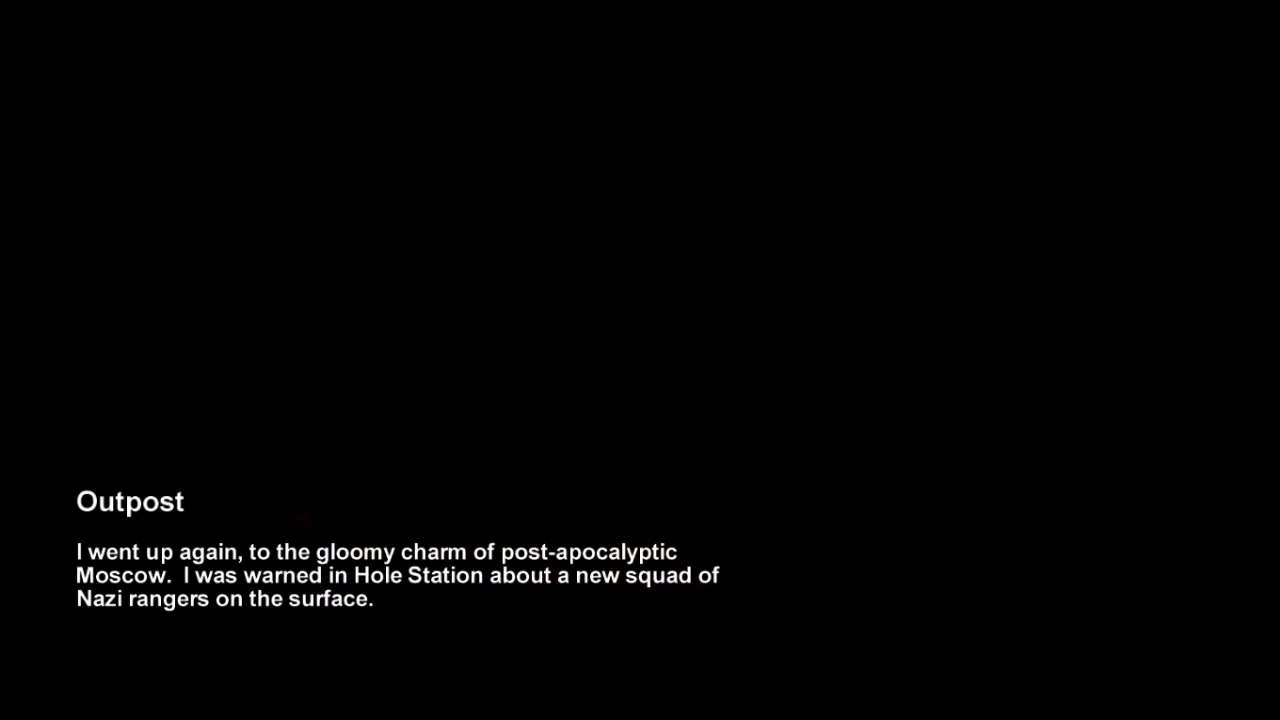 Outpost
I went up again, to the gloomy charm of post-apocalyptic
Moscow.  I was warned in Hole Station about a new squad of
Nazi rangers on the surface.